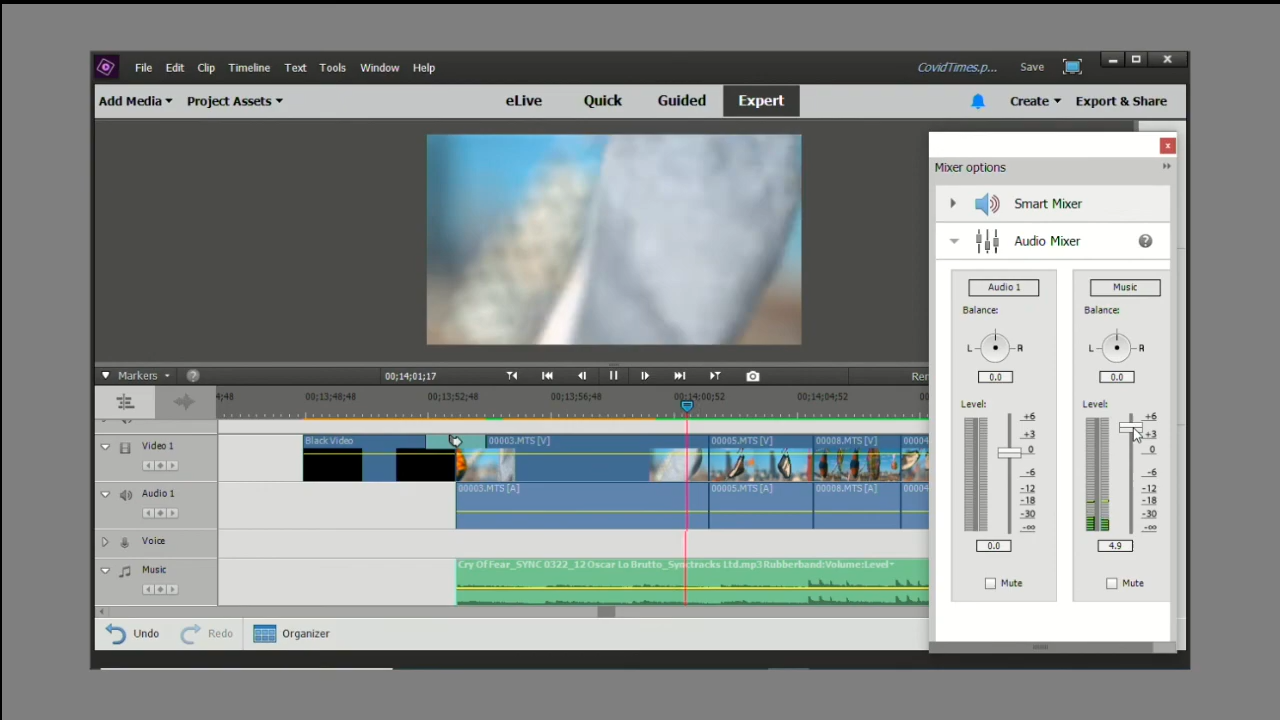 File Edit Clip Timeline Text Tools Window Help CovidTimes.p... Save
Add Media Project Assets eLive Quick Guided Expert Create Export & Share
Mixer options
Smart Mixer
Audio Mixer
Audio 1 Music
Balance: Balance:
L R L R
0.0 0.0
Level: Level:
+6 +6
+3 +3
0 0
-6 -6
-12 -12
-18 -18
-30 -30
-∞ -∞
0.0 4.9
Mute Mute
Markers 00;14;01;17 Ren
4;48 00;13;48;48 00;13;52;48 00;13;56;48 00;14;00;52 00;14;04;52 00
Video 1 Black Video 00003.MTS [V] 00005.MTS [V] 00008.MTS [V] 00004
Audio 1 00003.MTS [A] 00005.MTS [A] 00008.MTS [A] 00004
Voice
Music Cry Of Fear_SYNC 0322_12 Oscar Lo Brutto_Synctracks Ltd.mp3 Rubberband:Volume:Level
Undo Redo Organizer